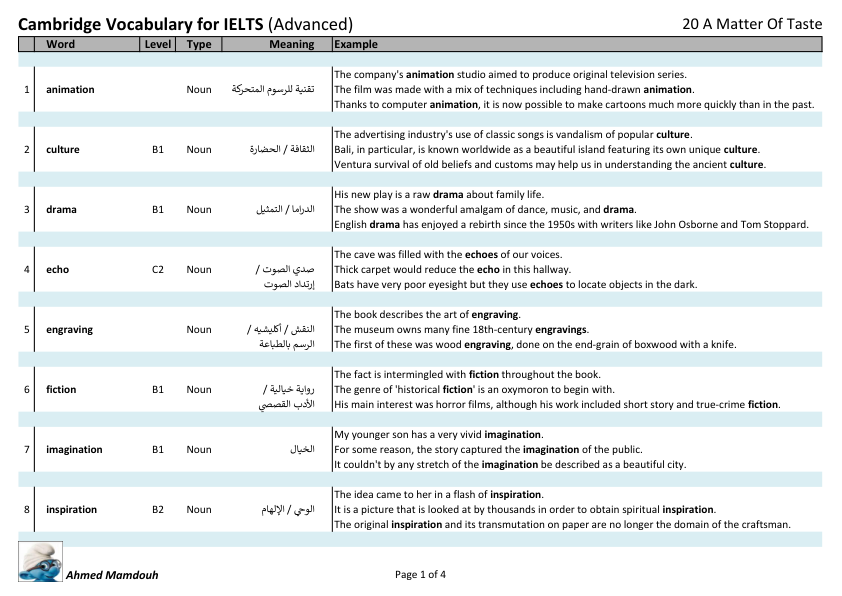 Cambridge Vocabulary for IELTS (Advanced) 20 A Matter Of Taste
Word Level Type Meaning Example
The company's animation studio aimed to produce original television series.
1 animation Noun تقنية للرسوم المتحركة The film was made with a mix of techniques including hand-drawn animation.
Thanks to computer animation, it is now possible to make cartoons much more quickly than in the past.
The advertising industry's use of classic songs is vandalism of popular culture.
2 culture B1 Noun الثقافة / الحضارة Bali, in particular, is known worldwide as a beautiful island featuring its own unique culture.
Ventura survival of old beliefs and customs may help us in understanding the ancient culture.
His new play is a raw drama about family life.
3 drama B1 Noun الدراما / التمثيل The show was a wonderful amalgam of dance, music, and drama.
English drama has enjoyed a rebirth since the 1950s with writers like John Osborne and Tom Stoppard.
The cave was filled with the echoes of our voices.
4 echo C2 Noun صدي الصوت / Thick carpet would reduce the echo in this hallway.
إرتداد الصوت Bats have very poor eyesight but they use echoes to locate objects in the dark.
The book describes the art of engraving.
5 engraving Noun النقش / أكليشيه / The museum owns many fine 18th-century engravings.
الرسم بالطباعة The first of these was wood engraving, done on the end-grain of boxwood with a knife.
The fact is intermingled with fiction throughout the book.
6 fiction B1 Noun رواية خيالية / The genre of 'historical fiction' is an oxymoron to begin with.
الأدب القصصي His main interest was horror films, although his work included short story and true-crime fiction.
My younger son has a very vivid imagination.
7 imagination B1 Noun الخيال For some reason, the story captured the imagination of the public.
It couldn't by any stretch of the imagination be described as a beautiful city.
The idea came to her in a flash of inspiration.
8 inspiration B2 Noun الوحي / الإلهام It is a picture that is looked at by thousands in order to obtain spiritual inspiration.
The original inspiration and its transmutation on paper are no longer the domain of the craftsman.
Ahmed Mamdouh Page 1 of 4